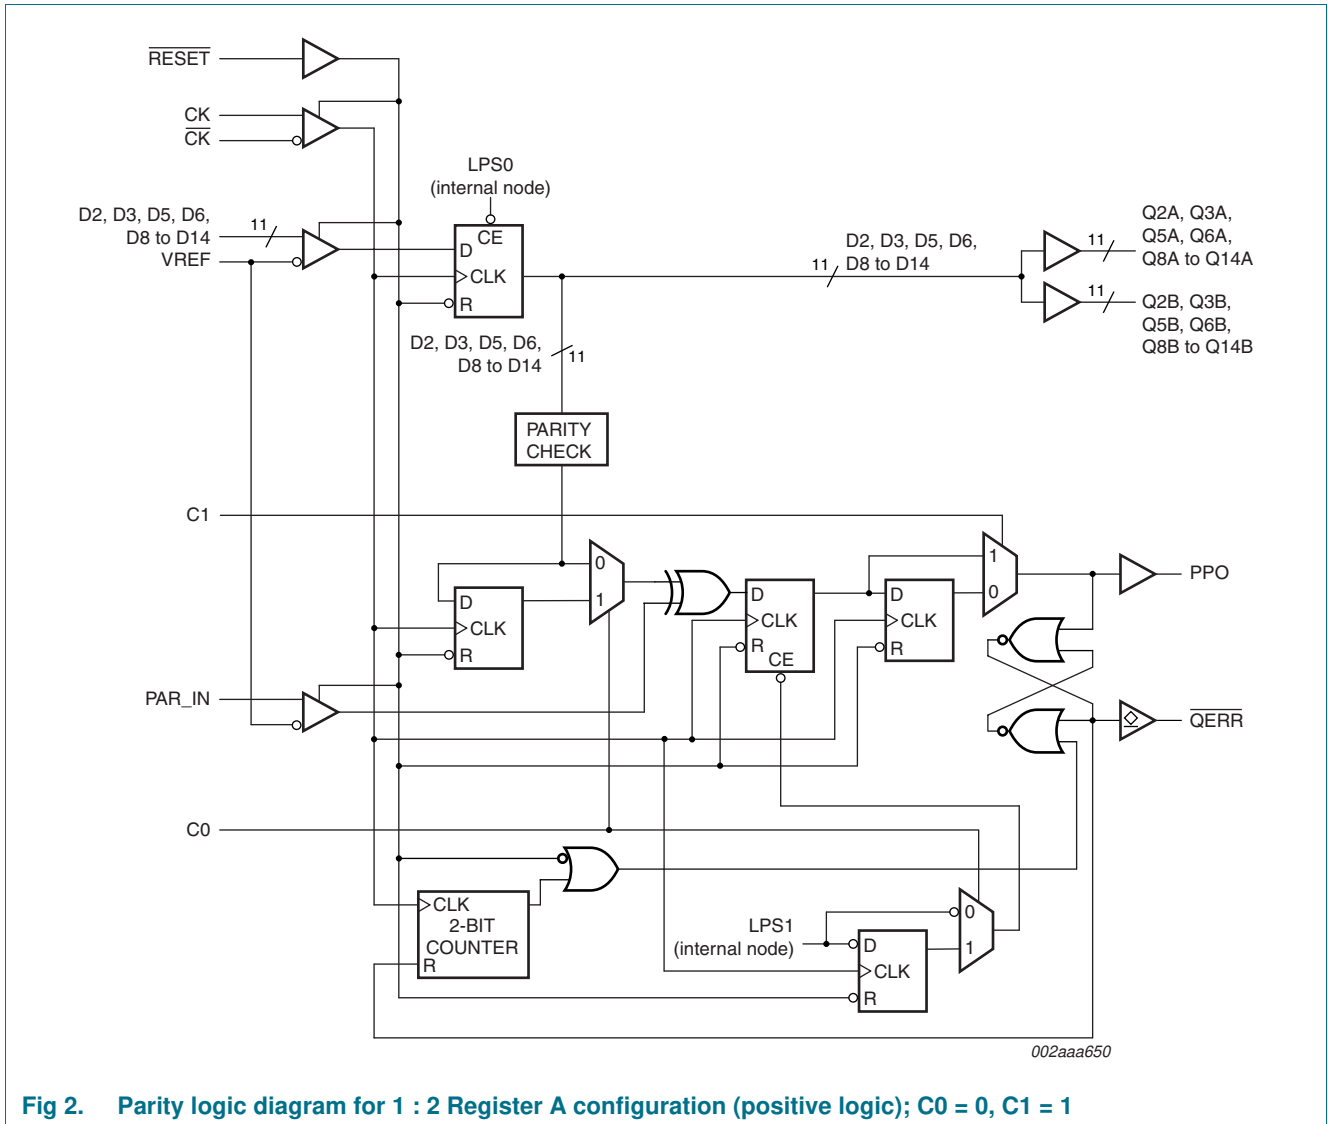 RESET
CK
CK
LPS0
(internal node)
D2, D3, D5, D6,
D8 to D14
VREF
11
CE
D
CLK
R
D2, D3, D5, D6,
D8 to D14
11
11
Q2A, Q3A,
Q5A, Q6A,
Q8A to Q14A
11
Q2B, Q3B,
Q5B, Q6B,
Q8B to Q14B
D2, D3, D5, D6,
D8 to D14
11
PARITY
CHECK
C1
0
1
D
CLK
R
D
CLK
R
CE
D
CLK
R
1
0
PPO
PAR_IN
QERR
C0
CLK
2-BIT
COUNTER
R
LPS1
(internal node)
D
CLK
R
0
1
002aaa650
Fig 2. Parity logic diagram for 1 : 2 Register A configuration (positive logic); C0 = 0, C1 = 1